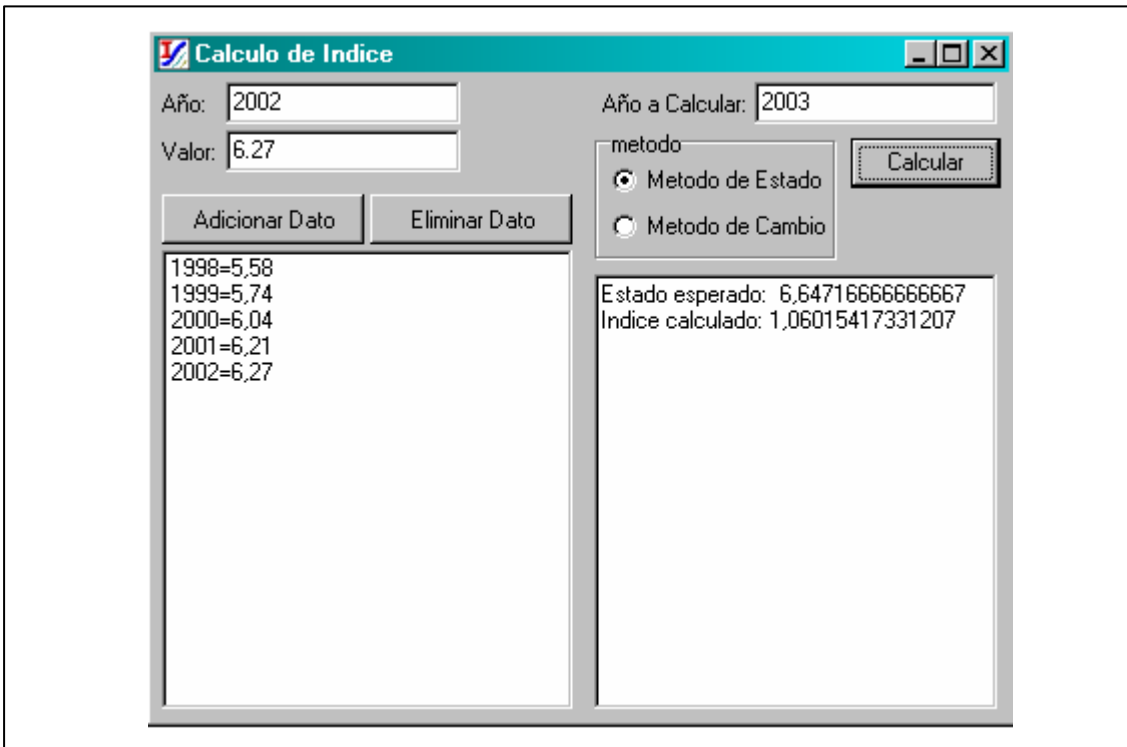 Calculo de Indice
Año: 2002
Valor: 6.27
Adicionar Dato
Eliminar Dato
1998=5,58
1999=5,74
2000=6,04
2001=6,21
2002=6,27
Año a Calcular: 2003
metodo
Metodo de Estado
Metodo de Cambio
Calcular
Estado esperado:  6,64716666666667
Indice calculado: 1,06015417331207